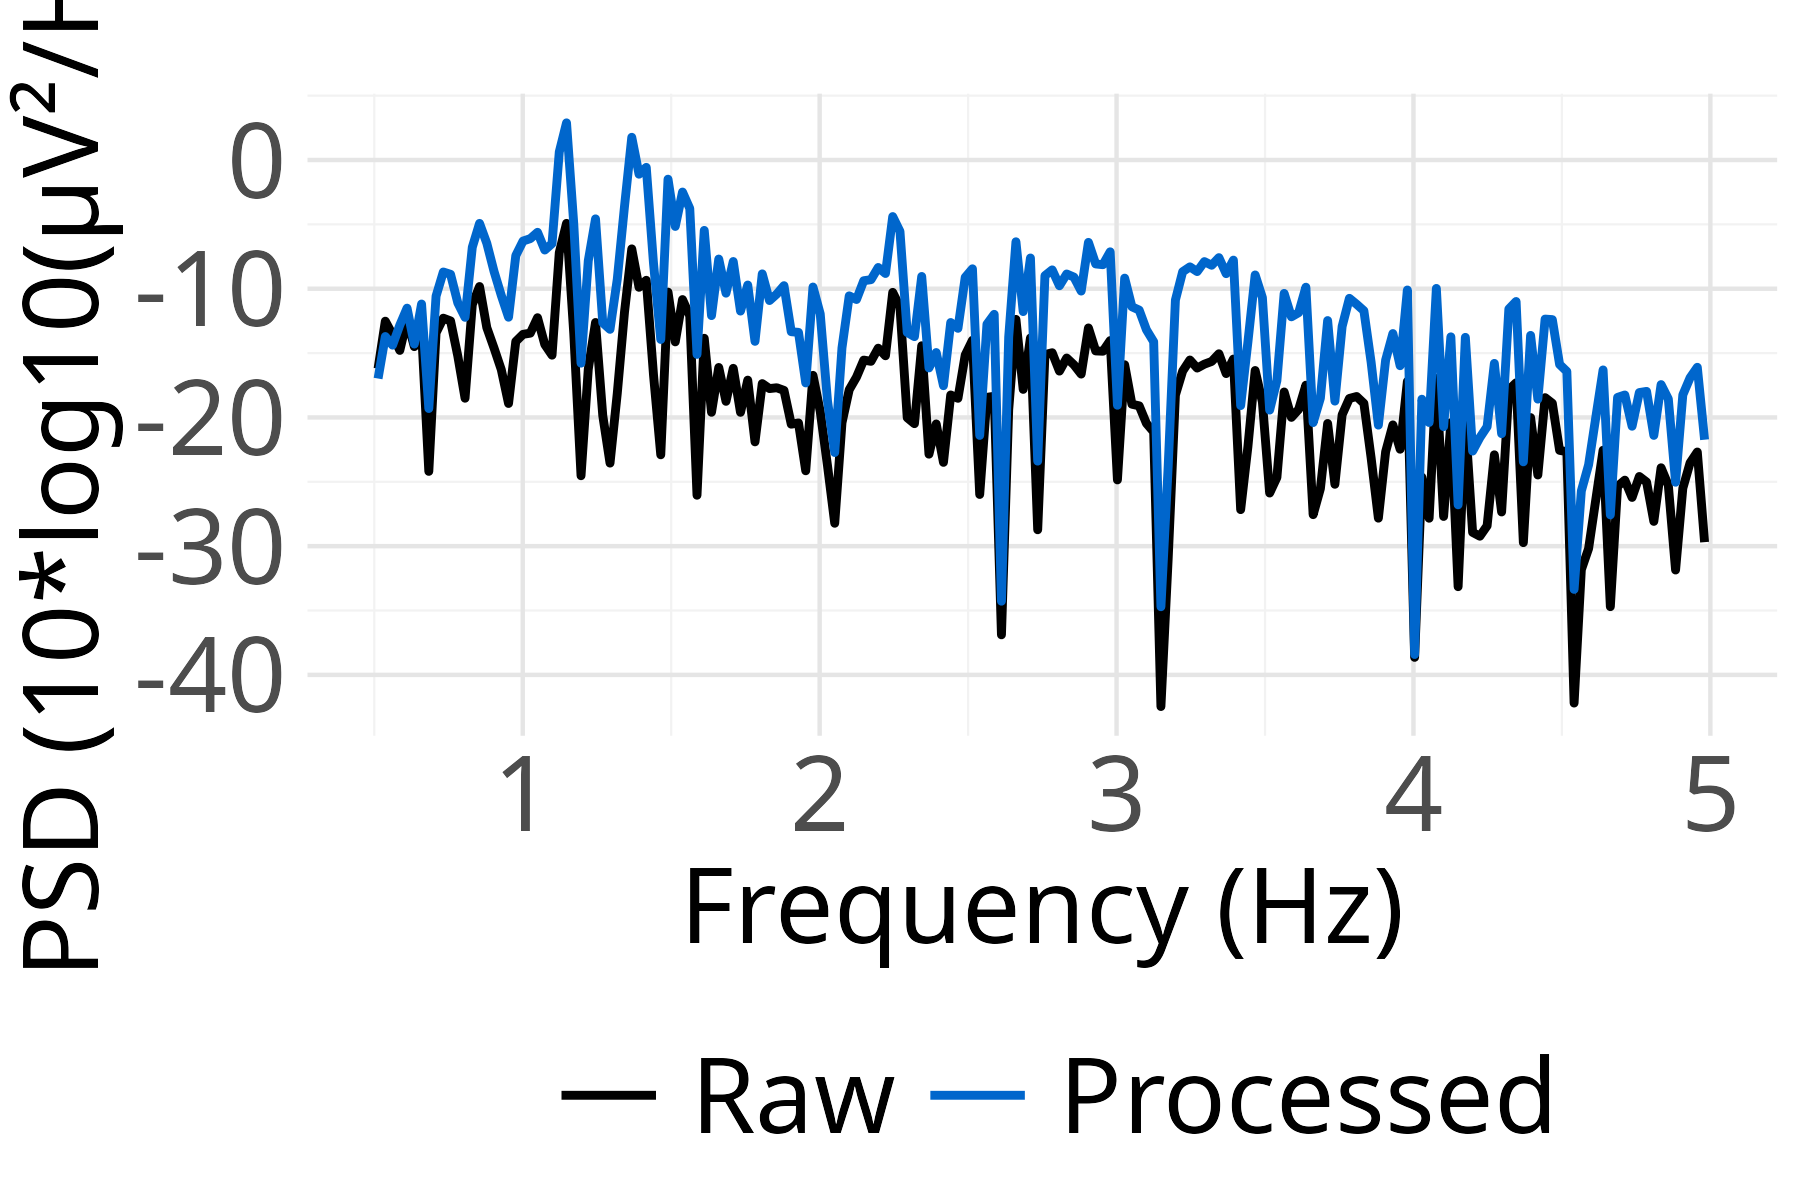 PSD (10*log10(µV²/H
0
-10
-20
-30
-40
1 2 3 4 5
Frequency (Hz)
Raw Processed